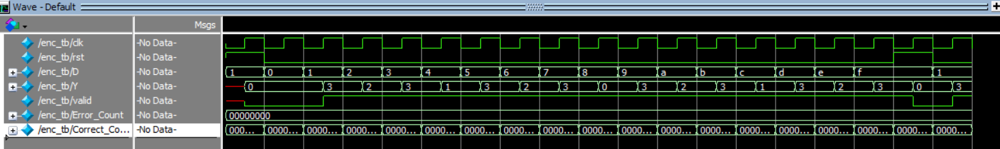 Wave - Default
Msgs
/enc_tb/clk -No Data-
/enc_tb/rst -No Data-
/enc_tb/D -No Data- 1 0 1 2 3 4 5 6 7 8 9 a b c d e f 1
/enc_tb/Y -No Data- 0 3 2 3 1 3 2 3 0 3 2 3 1 3 2 3 0 3
/enc_tb/valid -No Data-
/enc_tb/Error_Count -No Data- 00000000
/enc_tb/Correct_Co... -No Data- 000... 0000... 0000... 0000... 0000... 0000... 0000... 0000... 0000... 0000... 0000... 0000... 0000... 0000... 0000... 0000... 0000... 0000... 0000...